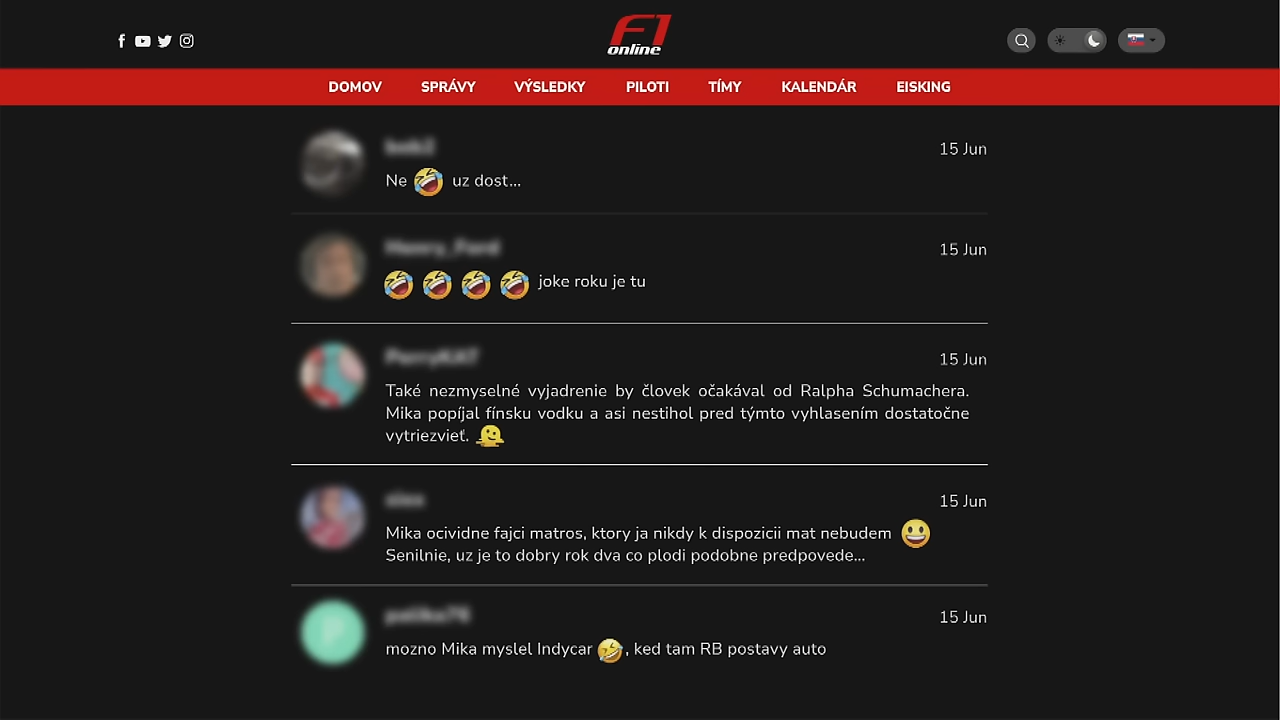 F1
online
DOMOV SPRÁVY VÝSLEDKY PILOTI TÍMY KALENDÁR EISKING
15 Jun
Ne 🤣 uz dost...
15 Jun
🤣 🤣 🤣 🤣 joke roku je tu
15 Jun
Také nezmyselné vyjadrenie by človek očakával od Ralpha Schumachera.
Mika popíjal fínsku vodku a asi nestihol pred týmto vyhlasením dostatočne
vytriezvieť. 🫠
15 Jun
Mika ocividne fajci matros, ktory ja nikdy k dispozicii mat nebudem 😀
Senilnie, uz je to dobry rok dva co plodi podobne predpovede...
15 Jun
mozno Mika myslel Indycar 🤣, ked tam RB postavy auto